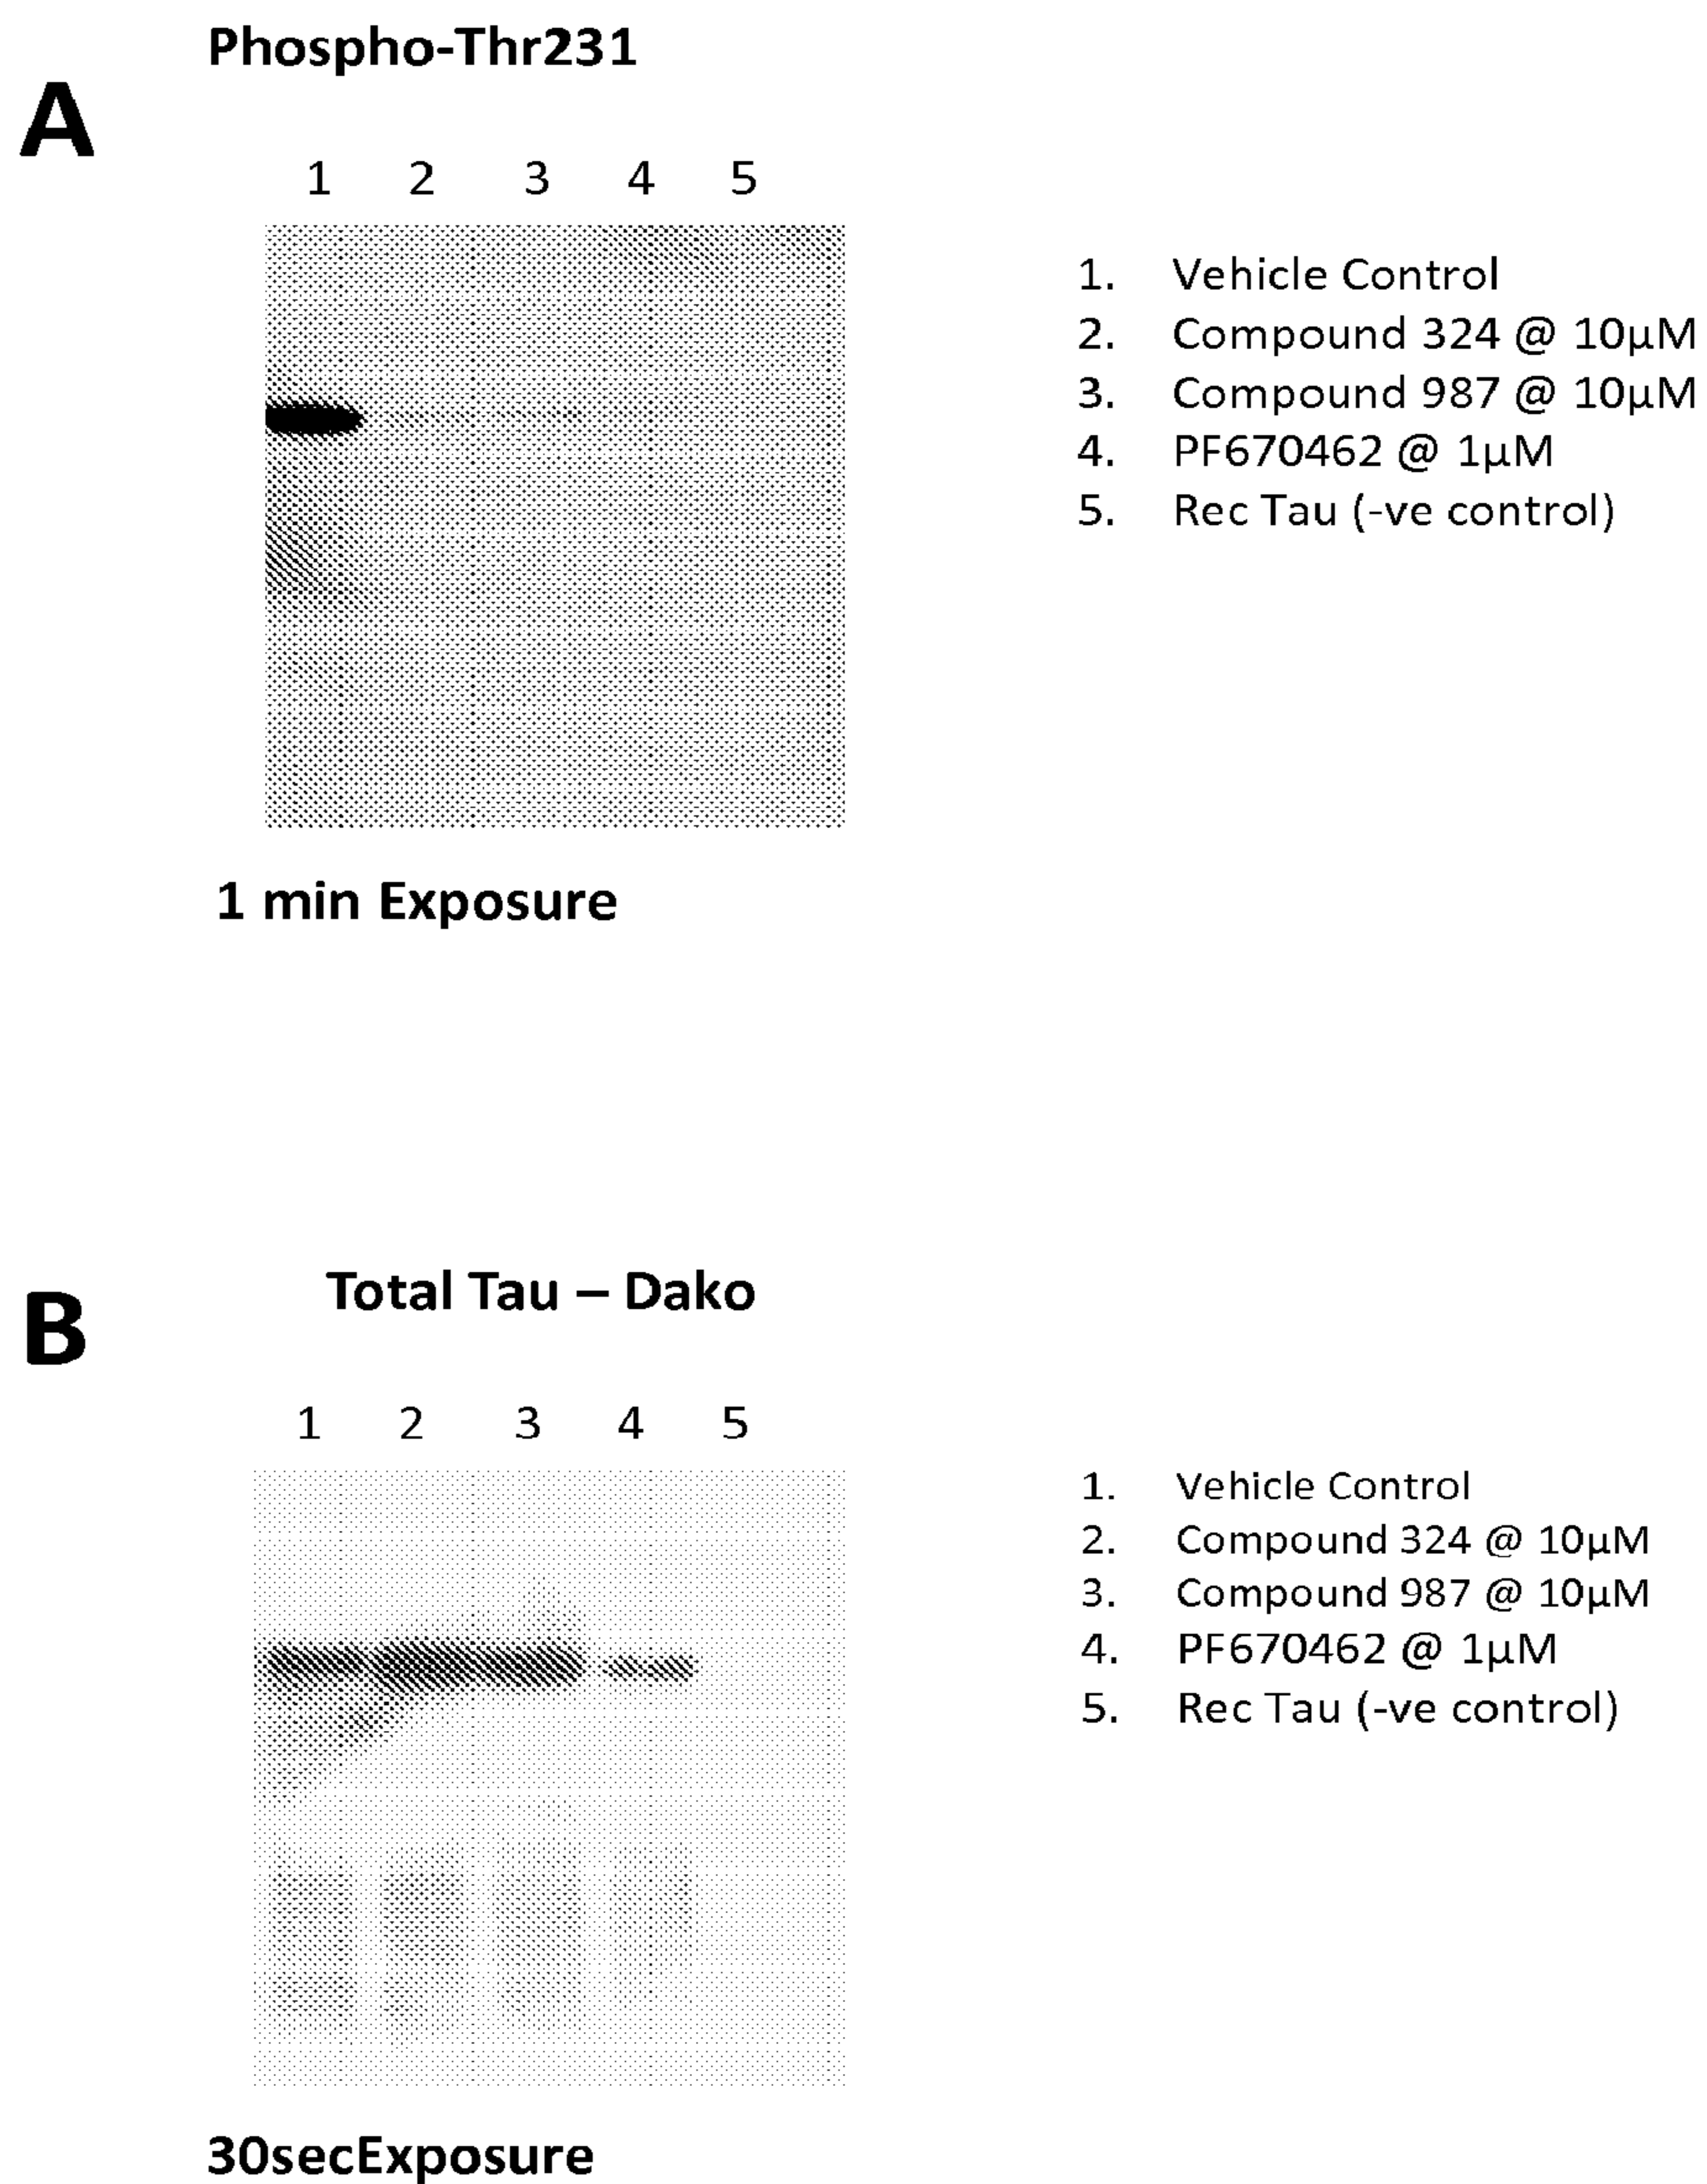 Phospho-Thr231
A
1 2 3 4 5
1. Vehicle Control
2. Compound 324 @ 10µM
3. Compound 987 @ 10µM
4. PF670462 @ 1µM
5. Rec Tau (-ve control)
1 min Exposure
Total Tau – Dako
B
1 2 3 4 5
1. Vehicle Control
2. Compound 324 @ 10µM
3. Compound 987 @ 10µM
4. PF670462 @ 1µM
5. Rec Tau (-ve control)
30secExposure